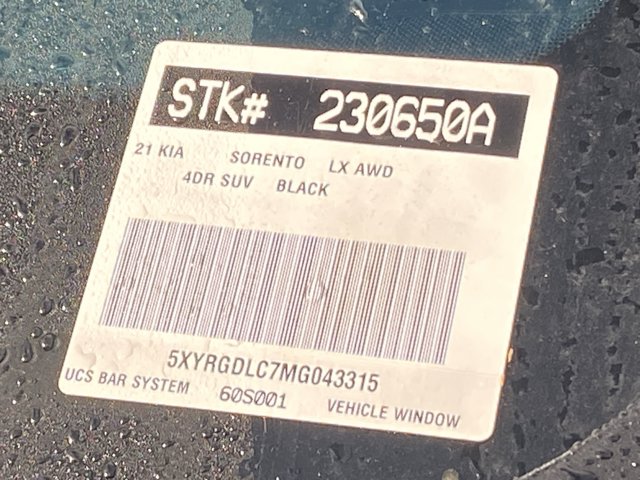 STK# 230650A
21 KIA SORENTO LX AWD
4DR SUV BLACK
5XYRGDLC7MG043315
UCS BAR SYSTEM 60S001 VEHICLE WINDOW